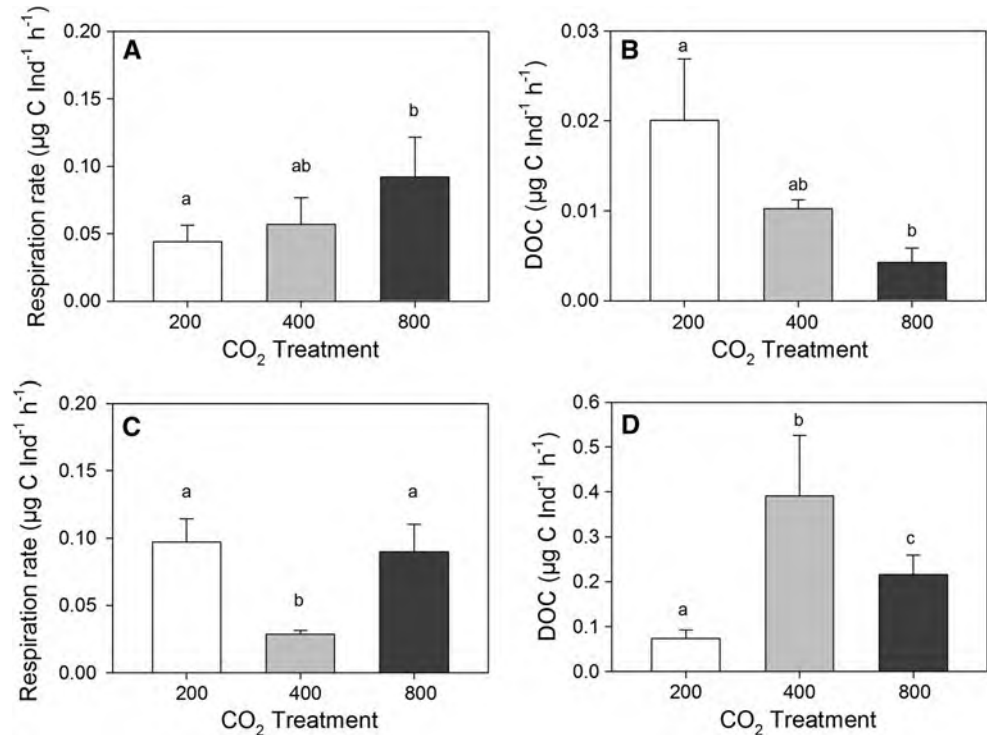 A
Respiration rate (µg C Ind⁻¹ h⁻¹)
0.20
0.15
0.10
0.05
0.00
a
ab
b
200
400
800
CO₂ Treatment
B
DOC (µg C Ind⁻¹ h⁻¹)
0.03
0.02
0.01
0.00
a
ab
b
200
400
800
CO₂ Treatment
C
Respiration rate (µg C Ind⁻¹ h⁻¹)
0.20
0.15
0.10
0.05
0.00
a
b
a
200
400
800
CO₂ Treatment
D
DOC (µg C Ind⁻¹ h⁻¹)
0.6
0.5
0.4
0.3
0.2
0.1
0.0
a
b
c
200
400
800
CO₂ Treatment